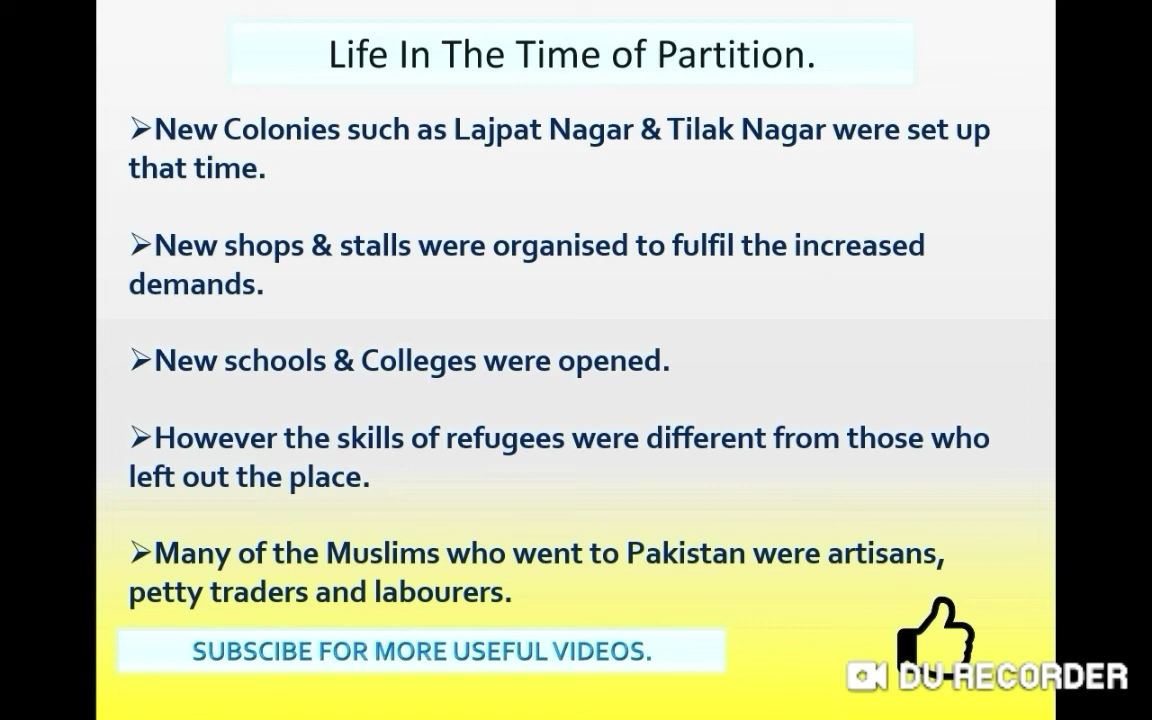 Life In The Time of Partition.
➢New Colonies such as Lajpat Nagar & Tilak Nagar were set up
that time.
➢New shops & stalls were organised to fulfil the increased
demands.
➢New schools & Colleges were opened.
➢However the skills of refugees were different from those who
left out the place.
➢Many of the Muslims who went to Pakistan were artisans,
petty traders and labourers.
SUBSCIBE FOR MORE USEFUL VIDEOS.
DU RECORDER